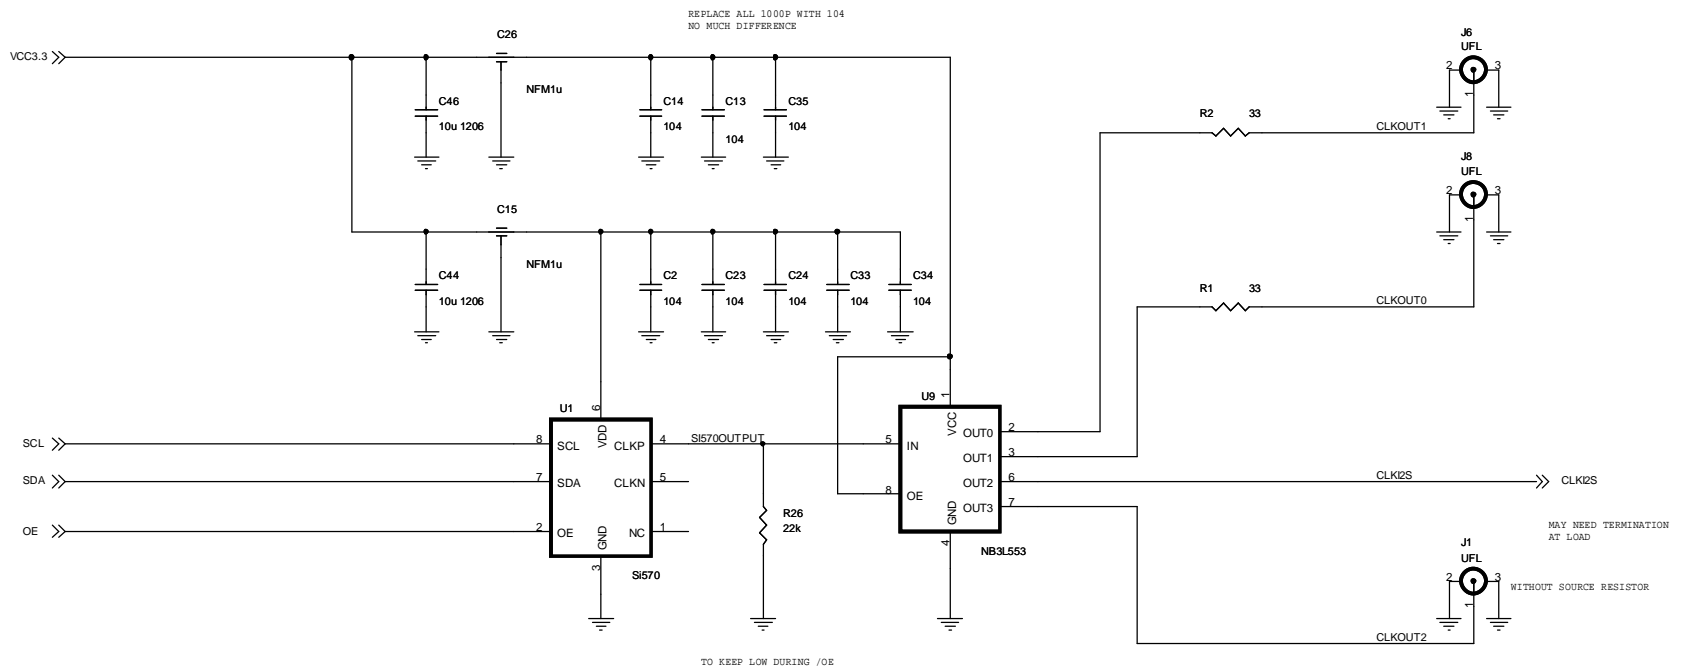 REPLACE ALL 1000P WITH 104
NO MUCH DIFFERENCE
VCC3.3
C26
NFM1u
C46
10u 1206
C14
104
C13
104
C35
104
J6
UFL
2
3
1
R2 33
CLKOUT1
J8
UFL
2
3
1
R1 33
CLKOUT0
C15
NFM1u
C44
10u 1206
C2
104
C23
104
C24
104
C33
104
C34
104
U1
6
VDD
SCL
8
SCL
CLKP
4
SI570OUTPUT
SDA
7
SDA
CLKN
5
OE
2
OE
NC
1
GND
3
Si570
R26
22k
U9
1
VCC
5
IN
8
OE
OUT0
2
OUT1
3
OUT2
6
OUT3
7
GND
4
NB3L553
CLKI2S
CLKI2S
MAY NEED TERMINATION
AT LOAD
J1
UFL
2
3
1
WITHOUT SOURCE RESISTOR
CLKOUT2
TO KEEP LOW DURING /OE